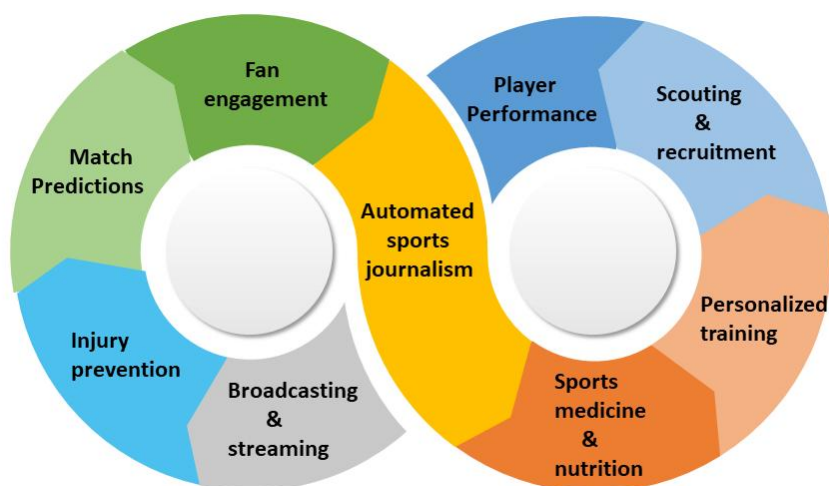 Fan
engagement
Match
Predictions
Injury
prevention
Broadcasting
&
streaming
Automated
sports
journalism
Player
Performance
Scouting
&
recruitment
Personalized
training
Sports
medicine
&
nutrition